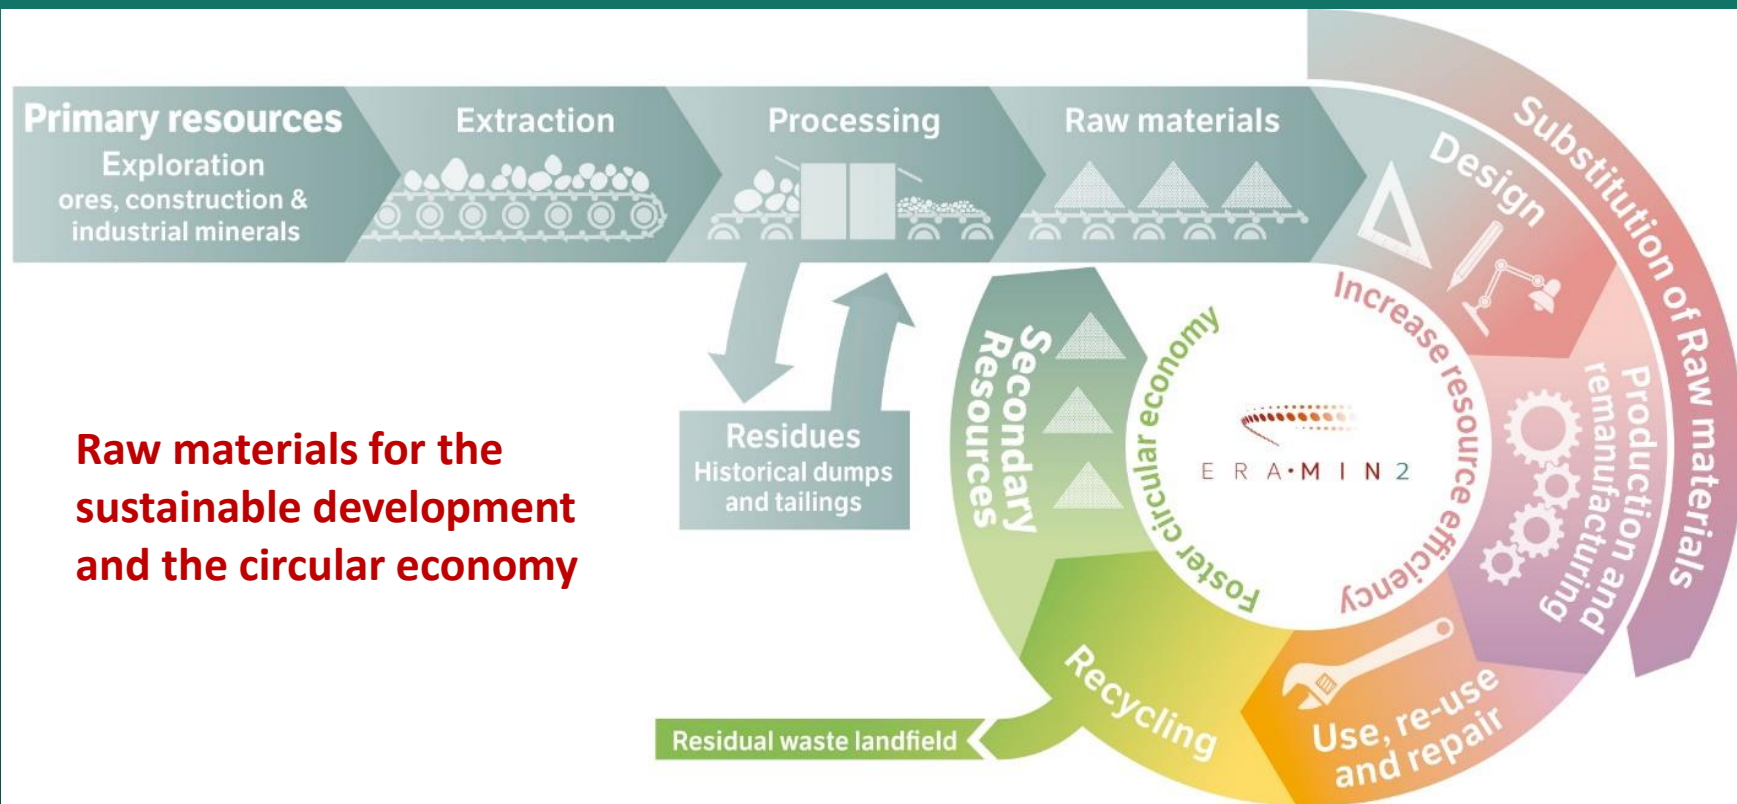 Primary resources
Exploration
ores, construction &
industrial minerals
Extraction
Processing
Raw materials
Design
Substitution of Raw materials
Increase resource efficiency
Production and
remanufacturing
Use, re-use
and repair
Recycling
Residual waste landfield
Secondary
Resources
Foster circular economy
ERA•MIN2
Residues
Historical dumps
and tailings
Raw materials for the
sustainable development
and the circular economy